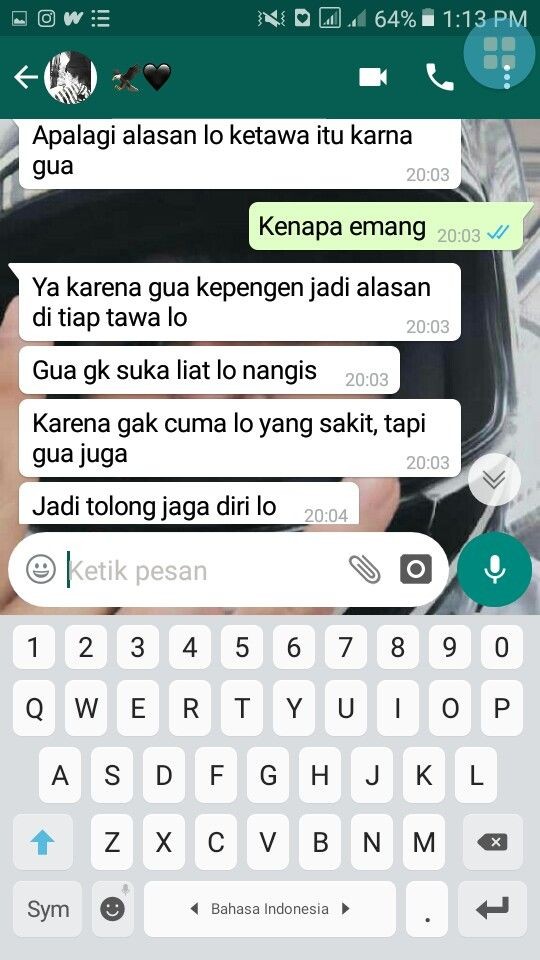 64% 1:13 PM
Apalagi alasan lo ketawa itu karna
gua
20:03
Kenapa emang 20:03
Ya karena gua kepengen jadi alasan
di tiap tawa lo
20:03
Gua gk suka liat lo nangis 20:03
Karena gak cuma lo yang sakit, tapi
gua juga
20:03
Jadi tolong jaga diri lo 20:04
Ketik pesan
1 2 3 4 5 6 7 8 9 0
Q W E R T Y U I O P
A S D F G H J K L
Z X C V B N M
Sym Bahasa Indonesia .